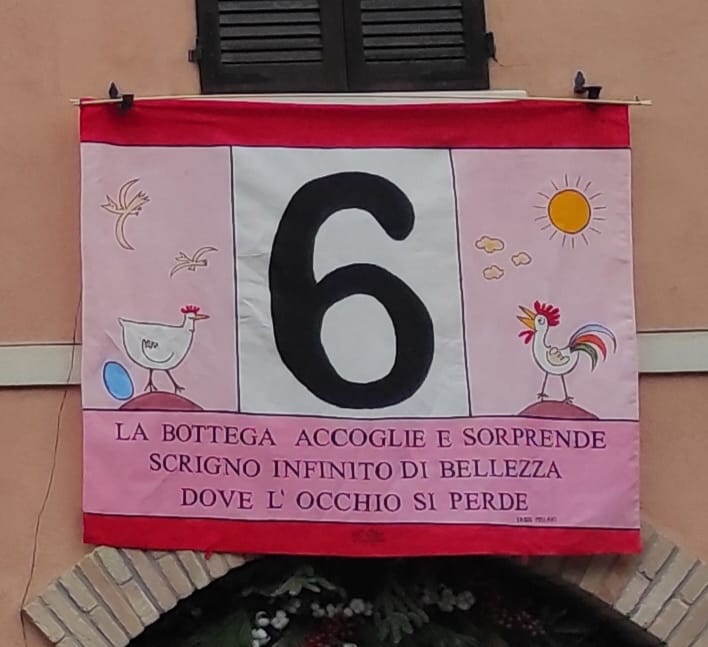 6
LA BOTTEGA ACCOGLIE E SORPRENDE
SCRIGNO INFINITO DI BELLEZZA
DOVE L' OCCHIO SI PERDE